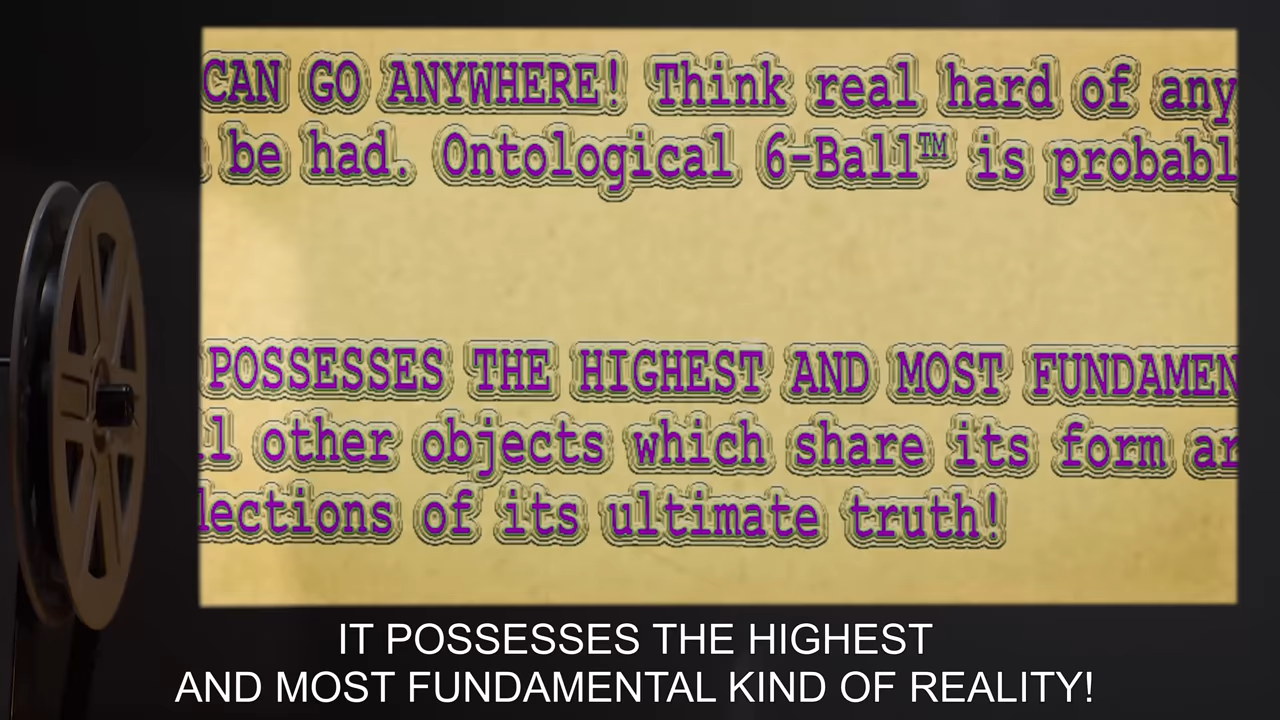 CAN GO ANYWHERE! Think real hard of any
be had. Ontological 6-Ball™ is probabl
POSSESSES THE HIGHEST AND MOST FUNDAMEN
l other objects which share its form ar
lections of its ultimate truth!
IT POSSESSES THE HIGHEST
AND MOST FUNDAMENTAL KIND OF REALITY!